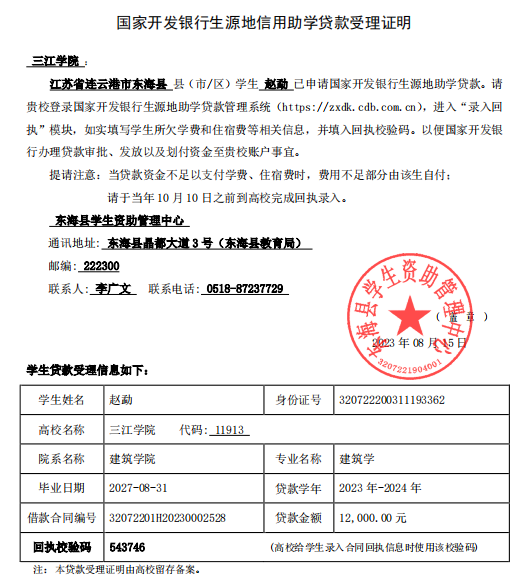 国家开发银行生源地信用助学贷款受理证明
三江学院 :
江苏省连云港市东海县 县（市/区）学生 赵勐 已申请国家开发银行生源地助学贷款。请
贵校登录国家开发银行生源地助学贷款管理系统（https://zxdk.cdb.com.cn），进入“录入回
执”模块，如实填写学生所欠学费和住宿费等相关信息，并填入回执校验码。以便国家开发银
行办理贷款审批、发放以及划付资金至贵校账户事宜。
提请注意：当贷款资金不足以支付学费、住宿费时，费用不足部分由该生自付；
请于当年 10 月 10 日之前到高校完成回执录入。
东海县学生资助管理中心
通讯地址: 东海县晶都大道 3 号（东海县教育局）
邮编: 222300
联系人: 李广文 联系电话: 0518-87237729
东海县学生资助管理中心
（ 盖 章 ）
2023 年 08 月 15 日
3207221904001
学生贷款受理信息如下:
学生姓名 赵勐 身份证号 320722200311193362
高校名称 三江学院 代码: 11913
院系名称 建筑学院 专业名称 建筑学
毕业日期 2027-08-31 贷款学年 2023 年-2024 年
借款合同编号 32072201H20230002528 贷款金额 12,000.00 元
回执校验码 543746 (高校给学生录入合同回执信息时使用该校验码)
注: 本贷款受理证明由高校留存备案。